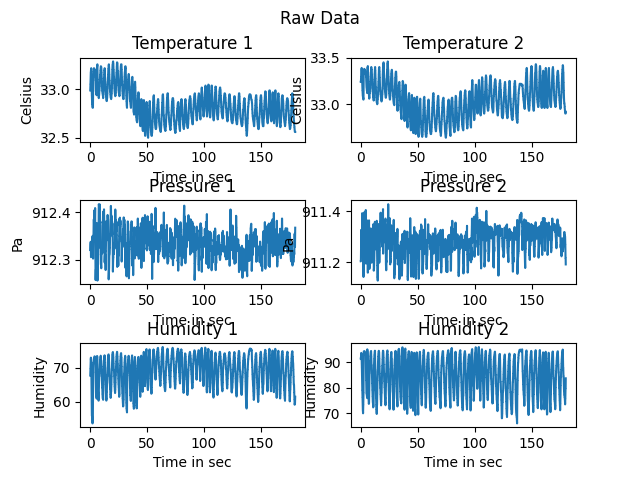 Raw Data
Temperature 1
Temperature 2
Celsius
33.0
32.5
0 50 100 150
Time in sec
Celsius
33.5
33.0
0 50 100 150
Time in sec
Pressure 1
Pressure 2
Pa
912.4
912.3
0 50 100 150
Time in sec
Pa
911.4
911.2
0 50 100 150
Time in sec
Humidity 1
Humidity 2
Humidity
70
60
0 50 100 150
Time in sec
Humidity
90
80
70
0 50 100 150
Time in sec